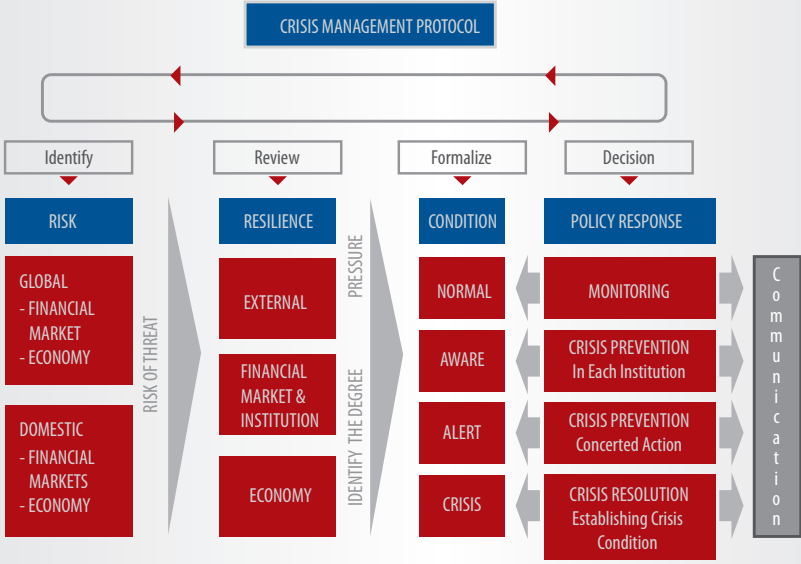 CRISIS MANAGEMENT PROTOCOL
Identify
Review
Formalize
Decision
RISK
RESILIENCE
CONDITION
POLICY RESPONSE
GLOBAL
- FINANCIAL
MARKET
- ECONOMY
DOMESTIC
- FINANCIAL
MARKETS
- ECONOMY
RISK OF THREAT
EXTERNAL
FINANCIAL
MARKET &
INSTITUTION
ECONOMY
IDENTIFY THE DEGREE
PRESSURE
NORMAL
AWARE
ALERT
CRISIS
MONITORING
CRISIS PREVENTION
In Each Institution
CRISIS PREVENTION
Concerted Action
CRISIS RESOLUTION
Establishing Crisis
Condition
Communication